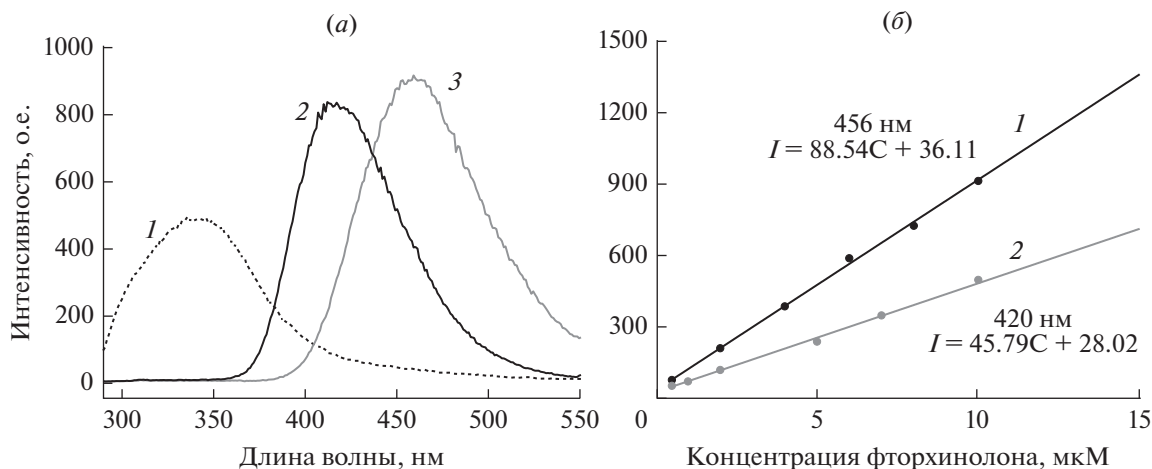 (а)
Интенсивность, о.е.
1000
800
600
400
200
0
1
2
3
300
350
400
450
500
550
Длина волны, нм
(б)
1500
1200
900
600
300
456 нм
I = 88.54C + 36.11
1
2
420 нм
I = 45.79C + 28.02
0
5
10
15
Концентрация фторхинолона, мкМ